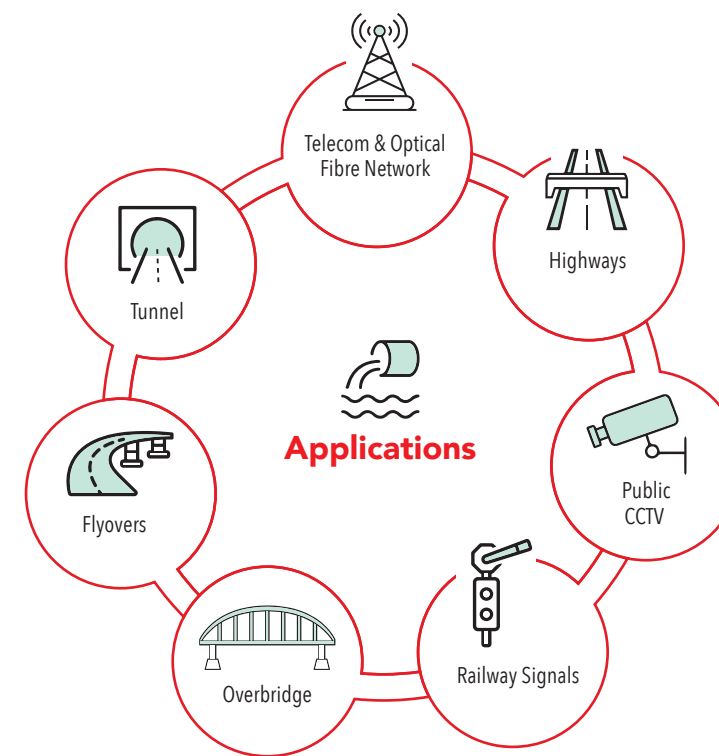 Telecom & Optical
Fibre Network
Highways
Tunnel
Applications
Public
CCTV
Flyovers
Railway Signals
Overbridge